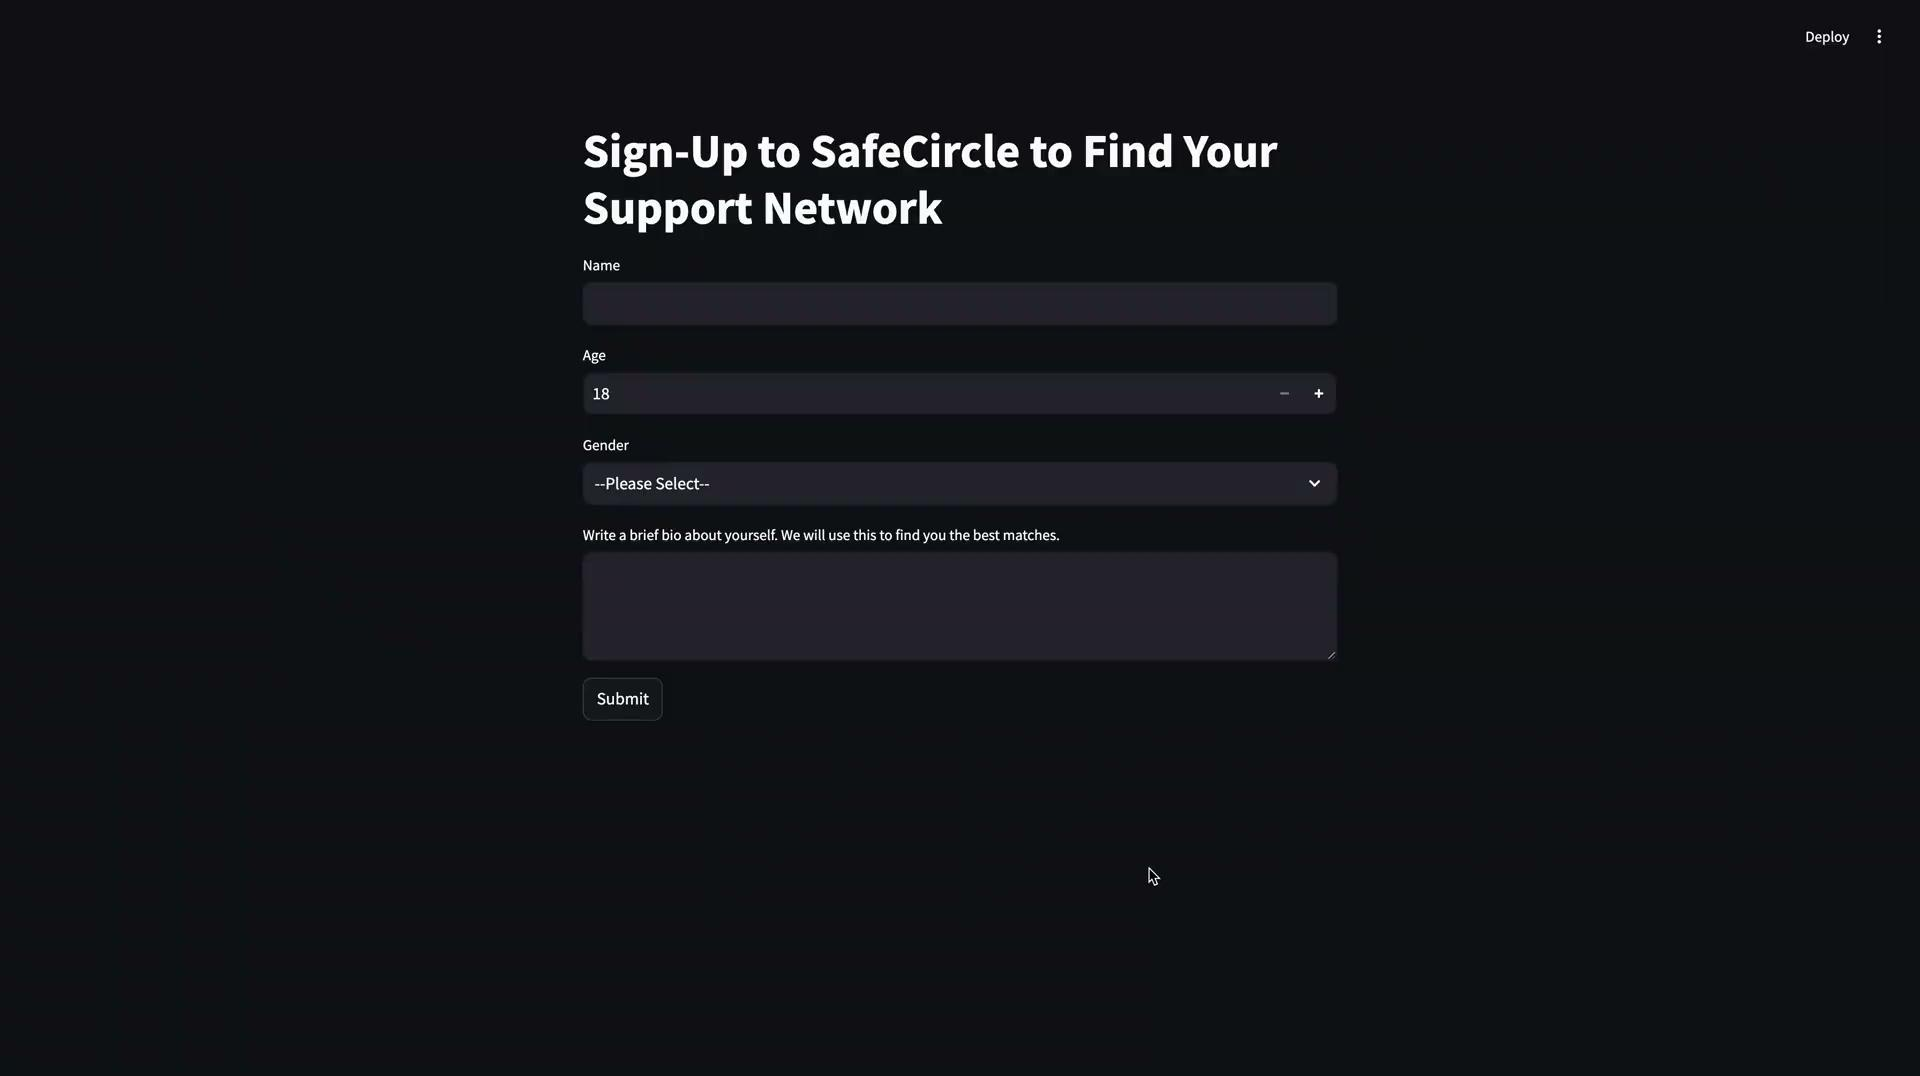 Deploy
Sign-Up to SafeCircle to Find Your
Support Network
Name
Age
18
Gender
--Please Select--
Write a brief bio about yourself. We will use this to find you the best matches.
Submit